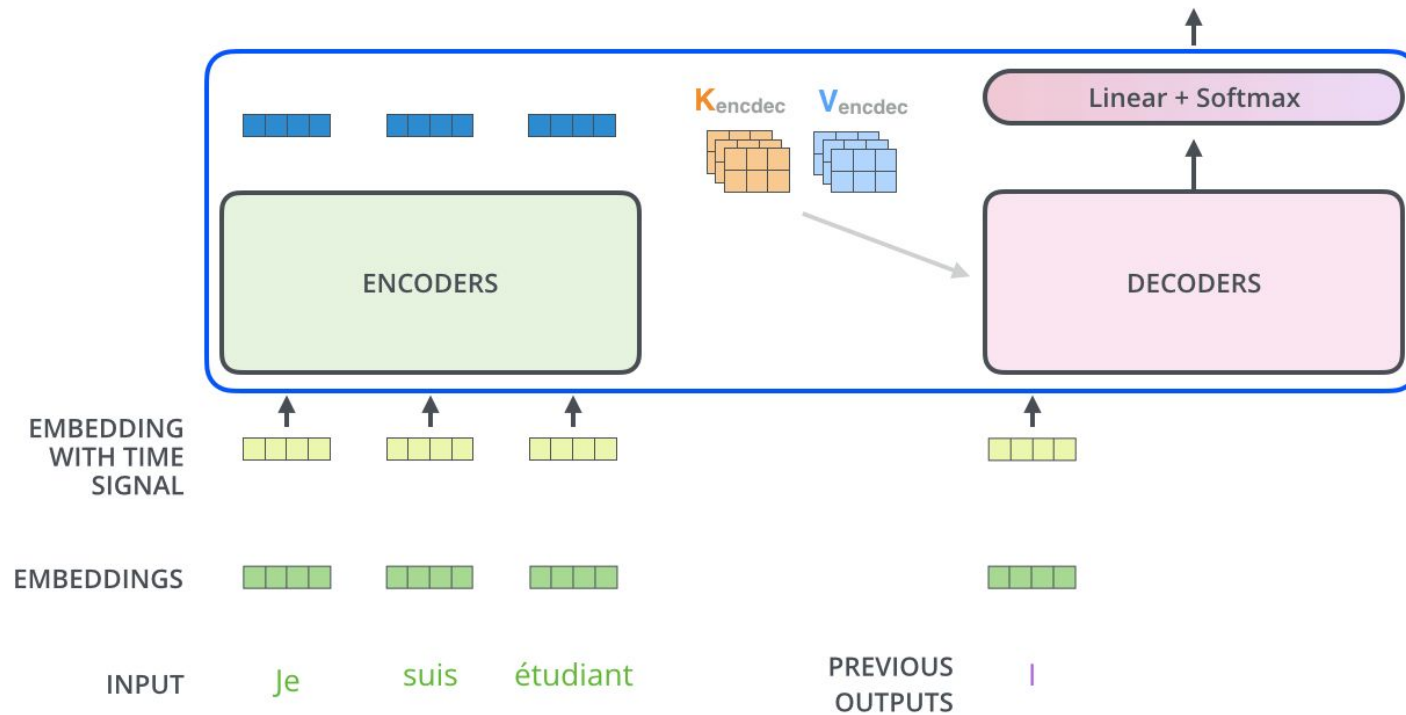 Kencdec
Vencdec
Linear + Softmax
ENCODERS
DECODERS
EMBEDDING
WITH TIME
SIGNAL
EMBEDDINGS
INPUT
Je suis étudiant
PREVIOUS
OUTPUTS
I